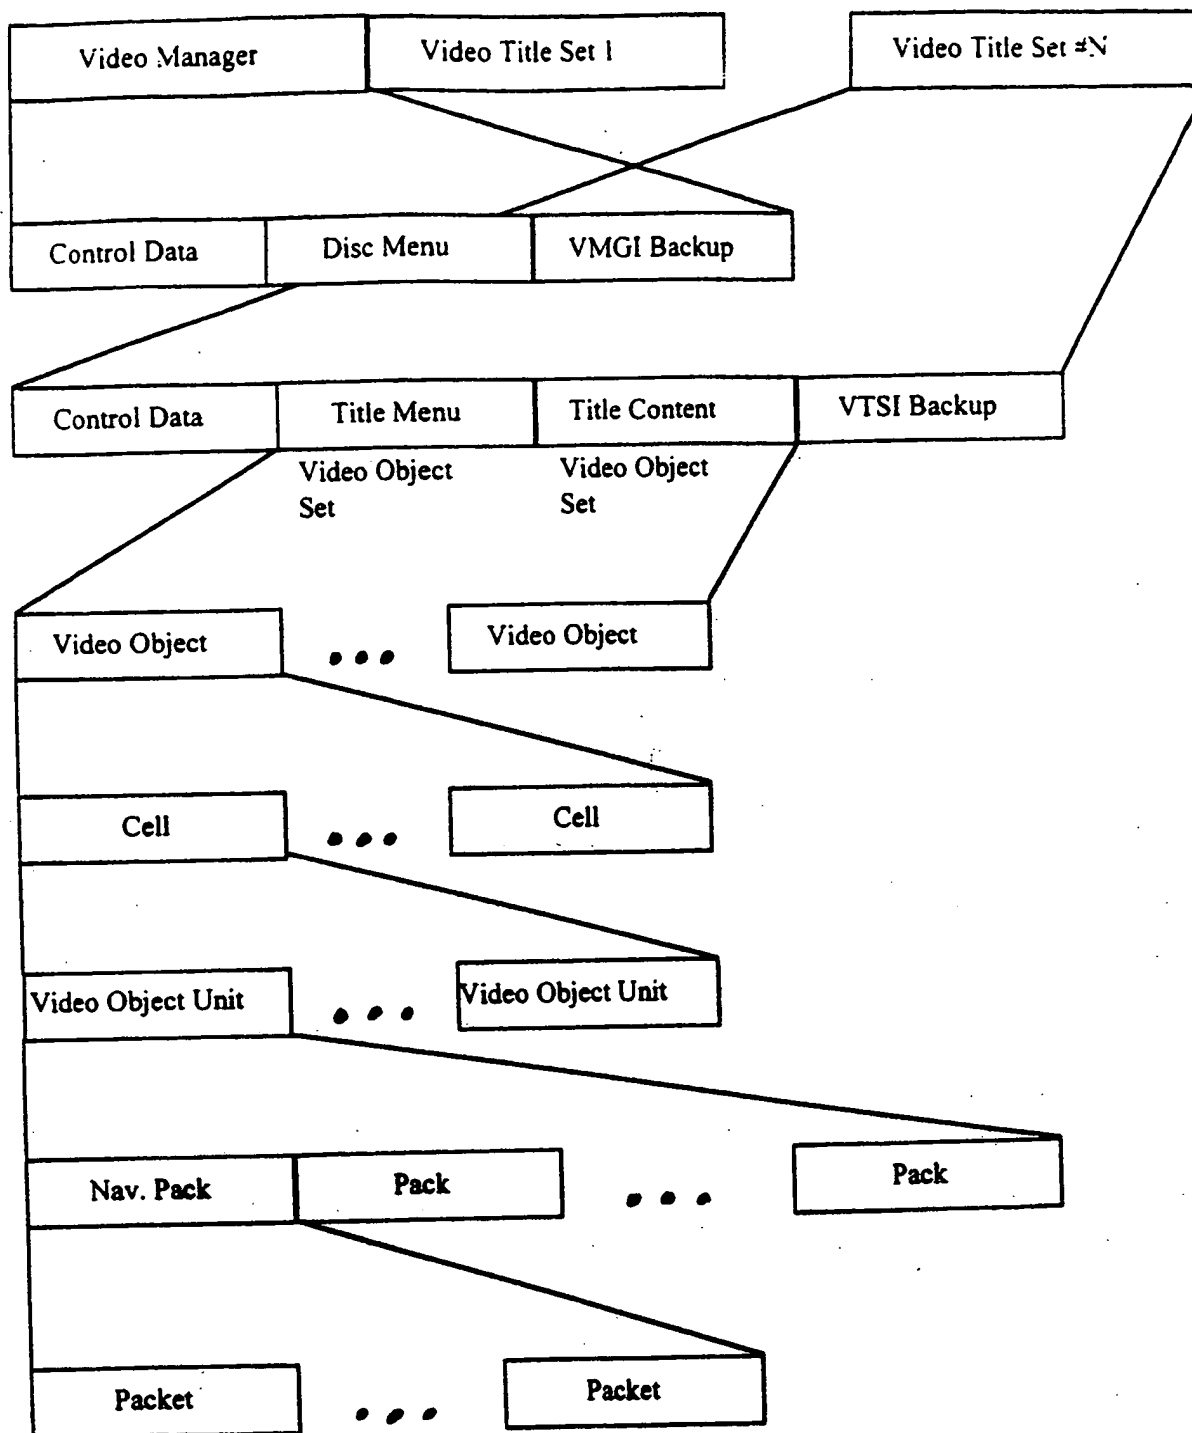 Video Manager
Video Title Set 1
Video Title Set #N
Control Data
Disc Menu
VMGI Backup
Control Data
Title Menu
Title Content
VTSI Backup
Video Object
Set
Video Object
Set
Video Object
Video Object
Cell
Cell
Video Object Unit
Video Object Unit
Nav. Pack
Pack
Pack
Packet
Packet